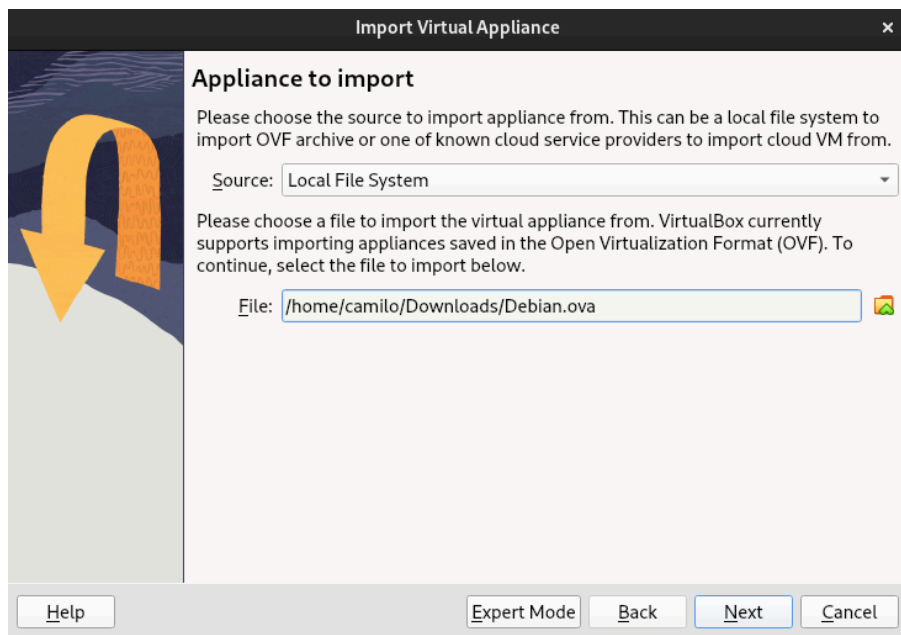 Import Virtual Appliance
×
Appliance to import
Please choose the source to import appliance from. This can be a local file system to
import OVF archive or one of known cloud service providers to import cloud VM from.
Source: Local File System
Please choose a file to import the virtual appliance from. VirtualBox currently
supports importing appliances saved in the Open Virtualization Format (OVF). To
continue, select the file to import below.
File: /home/camilo/Downloads/Debian.ova
Help Expert Mode Back Next Cancel